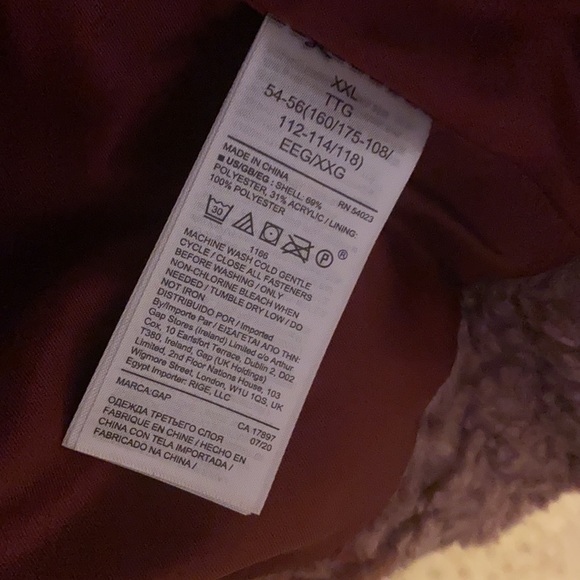 XXL
TTG
54-56(160/175-108/
112-114/118)
EEG/XXG
MADE IN CHINA RN 54023
■ US/GB/EG : SHELL: 69%
POLYESTER, 31% ACRYLIC / LINING:
100% POLYESTER
30 P ®
1166
MACHINE WASH COLD GENTLE
CYCLE / CLOSE ALL FASTENERS
BEFORE WASHING / ONLY
NON-CHLORINE BLEACH WHEN
NEEDED / TUMBLE DRY LOW / DO
NOT IRON
DISTRIBUIDO POR / Imported
By/Importe Par / ΕΙΣΑΓΕΤΑΙ ΑΠΟ ΤΗΝ:
Gap Stores (Ireland) Limited c/o Arthur
Cox, 10 Earlsfort Terrace, Dublin 2, D02
T380, Ireland, Gap (UK Holdings)
Limited, 2nd Floor Nations House, 103
Wigmore Street, London, W1U 1QS, UK
Egypt Importer: RIGE, LLC
MARCA:GAP
CA 17897
07/20
ОДЕЖДА ТРЕТЬЕГО СЛОЯ
FABRIQUE EN CHINE / HECHO EN
CHINA CON TELA IMPORTADA /
FABRICADO NA CHINA /